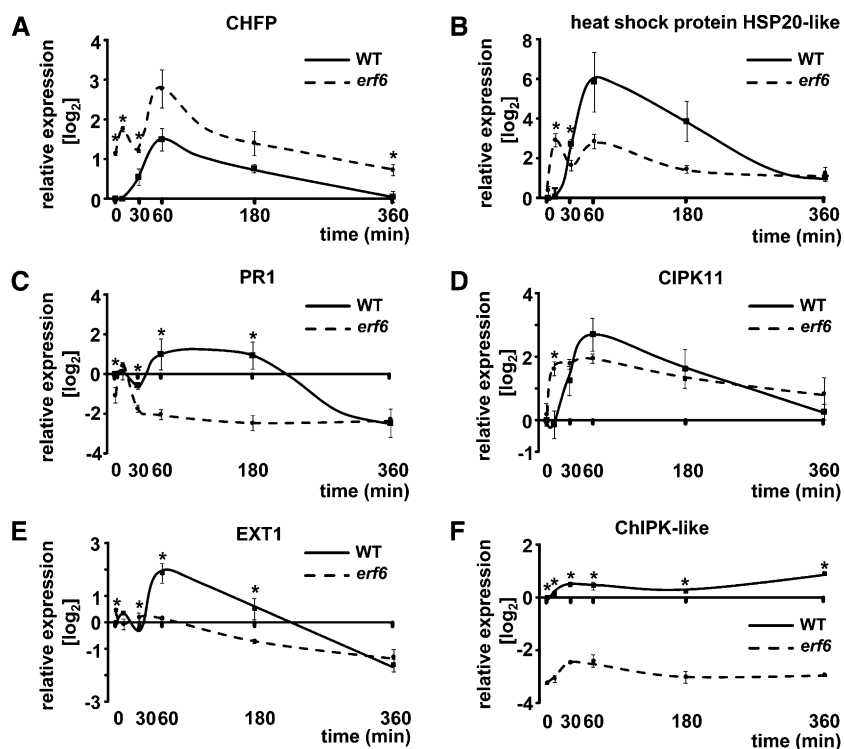 A
CHFP
relative expression
[log2]
4
3
2
1
0
WT
erf6
*
*
*
*
0 30 60 180 360
time (min)
B
heat shock protein HSP20-like
relative expression
[log2]
8
6
4
2
0
WT
erf6
*
*
0 30 60 180 360
time (min)
C
PR1
relative expression
[log2]
4
2
0
-2
-4
WT
erf6
*
*
*
*
0 30 60 180 360
time (min)
D
CIPK11
relative expression
[log2]
4
2
0
-1
WT
erf6
*
0 30 60 180 360
time (min)
E
EXT1
relative expression
[log2]
3
1
0
-1
-3
WT
erf6
*
*
*
*
0 30 60 180 360
time (min)
F
ChIPK-like
relative expression
[log2]
2
0
-2
-4
WT
erf6
*
*
*
*
*
*
0 30 60 180 360
time (min)